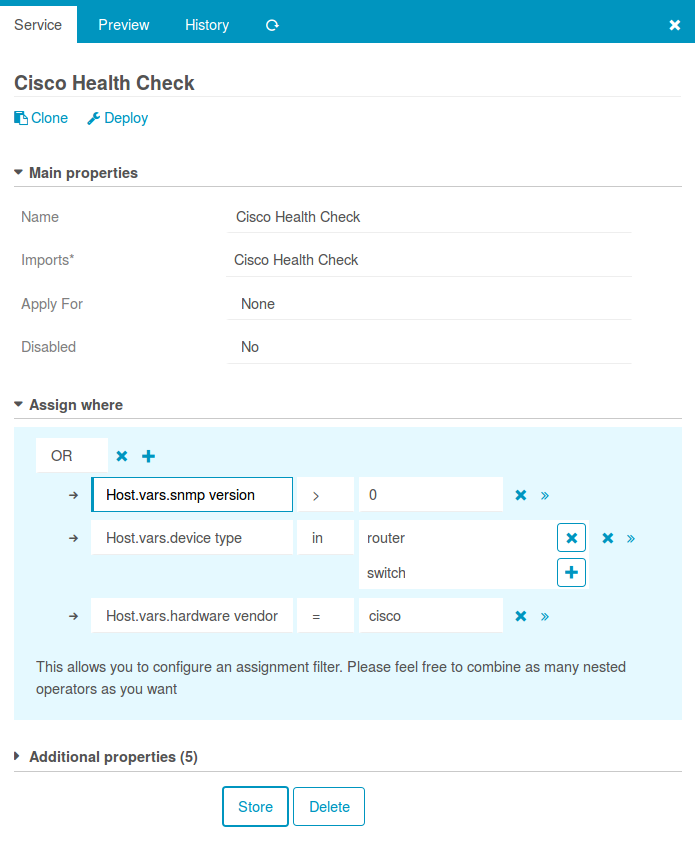 Service Preview History
Cisco Health Check
Clone Deploy
Main properties
Name Cisco Health Check
Imports* Cisco Health Check
Apply For None
Disabled No
Assign where
OR
Host.vars.snmp version > 0
Host.vars.device type in router
switch
Host.vars.hardware vendor = cisco
This allows you to configure an assignment filter. Please feel free to combine as many nested
operators as you want
Additional properties (5)
Store Delete